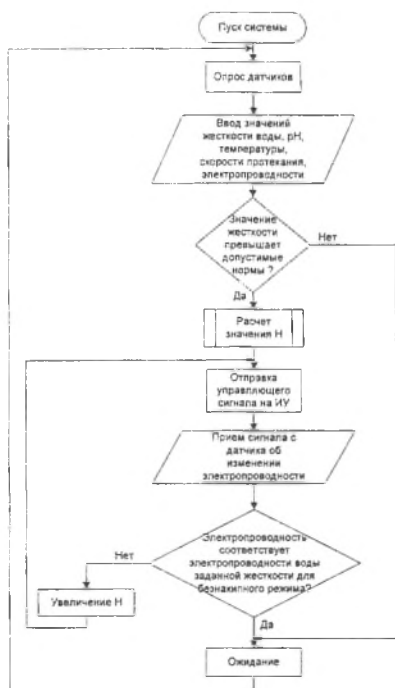 Пуск системы
Опрос датчиков
Ввод значений
жесткости воды, pH,
температуры,
скорости протекания,
электропроводности
Значение
жесткости
превышает
допустимые
нормы ?
Нет
Да
Расчет
значения Н
Отправка
управляющего
сигнала на ИУ
Прием сигнала с
датчика об
изменении
электропроводности
Электропроводность
соответствует
электропроводности воды
заданной жесткости для
безнакипного режима?
Нет
Увеличение Н
Да
Ожидание